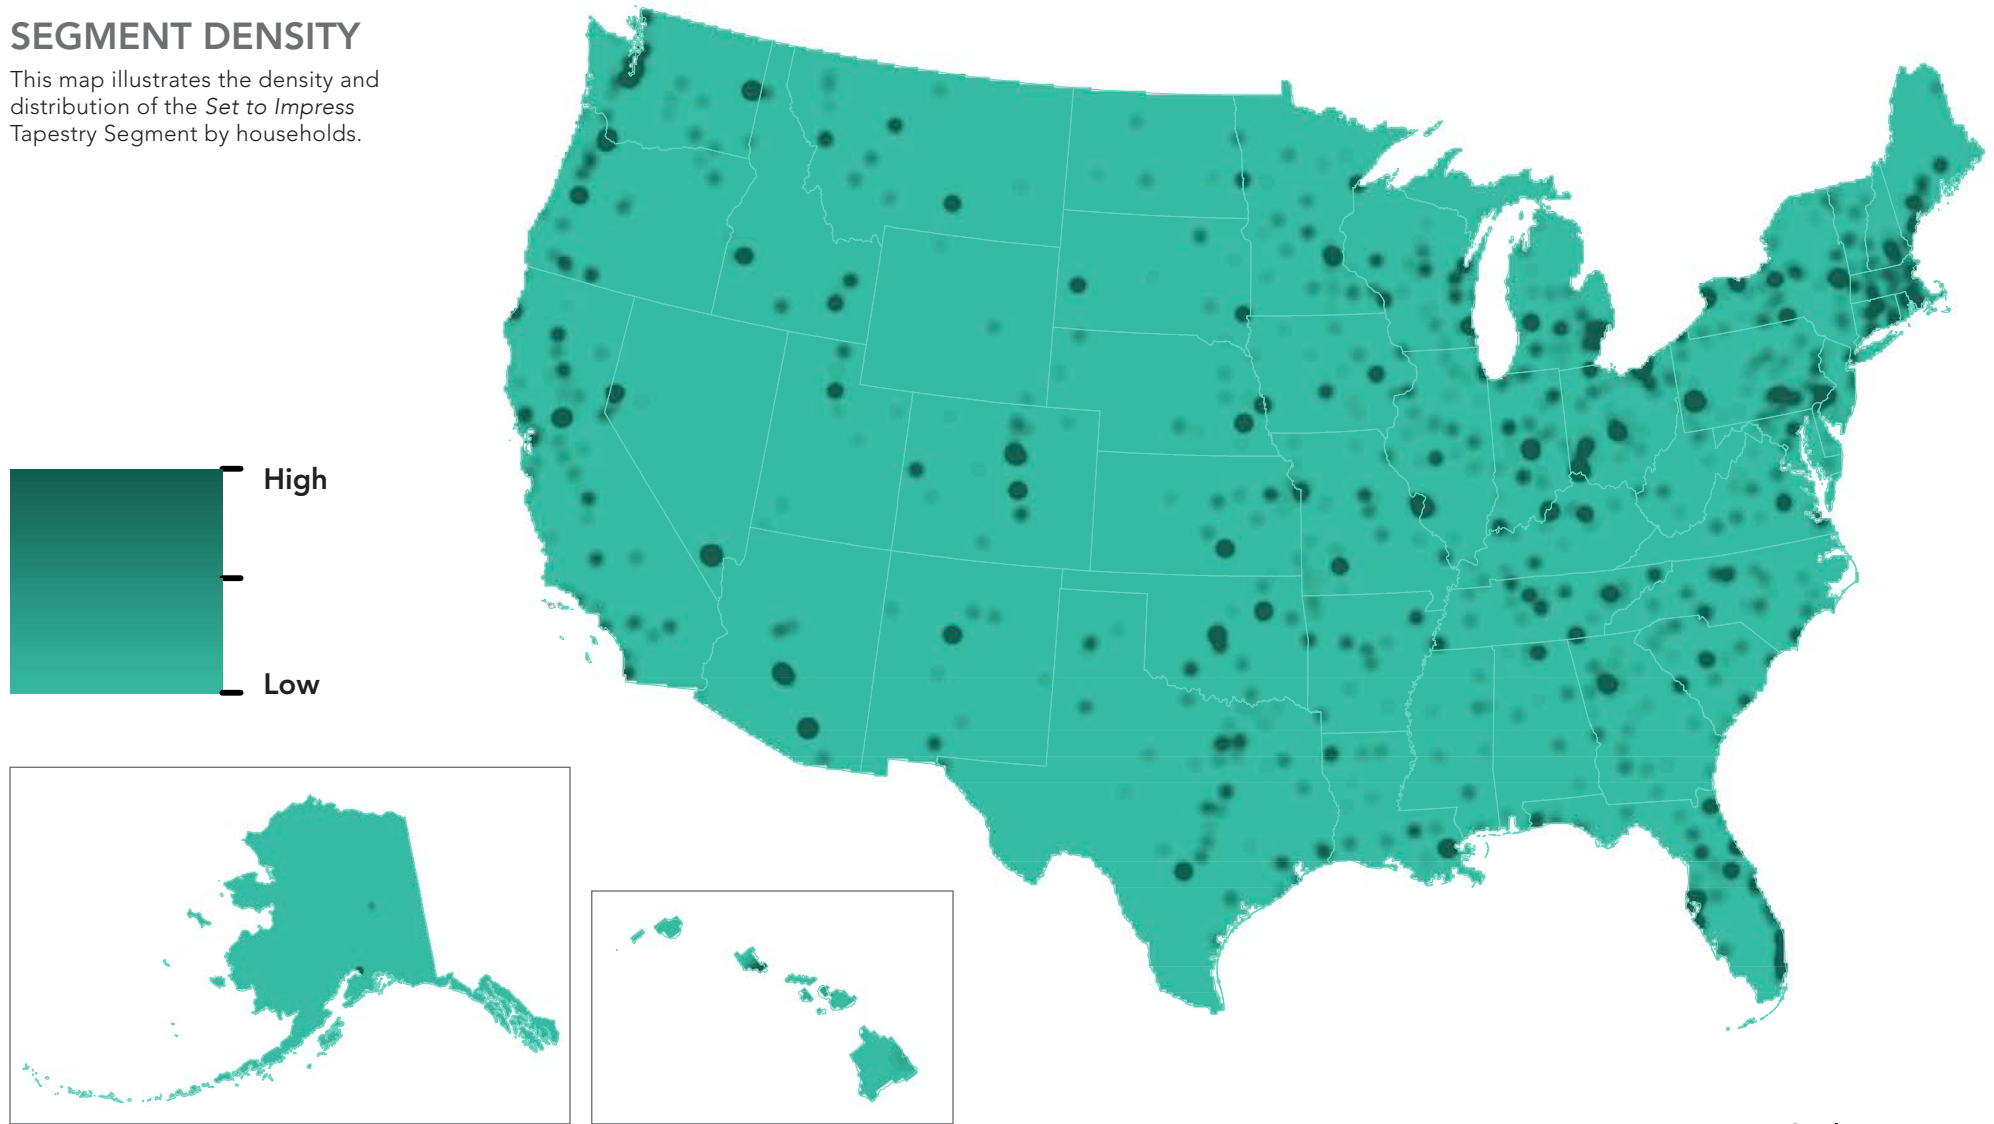 SEGMENT DENSITY
This map illustrates the density and
distribution of the Set to Impress
Tapestry Segment by households.
High
Low